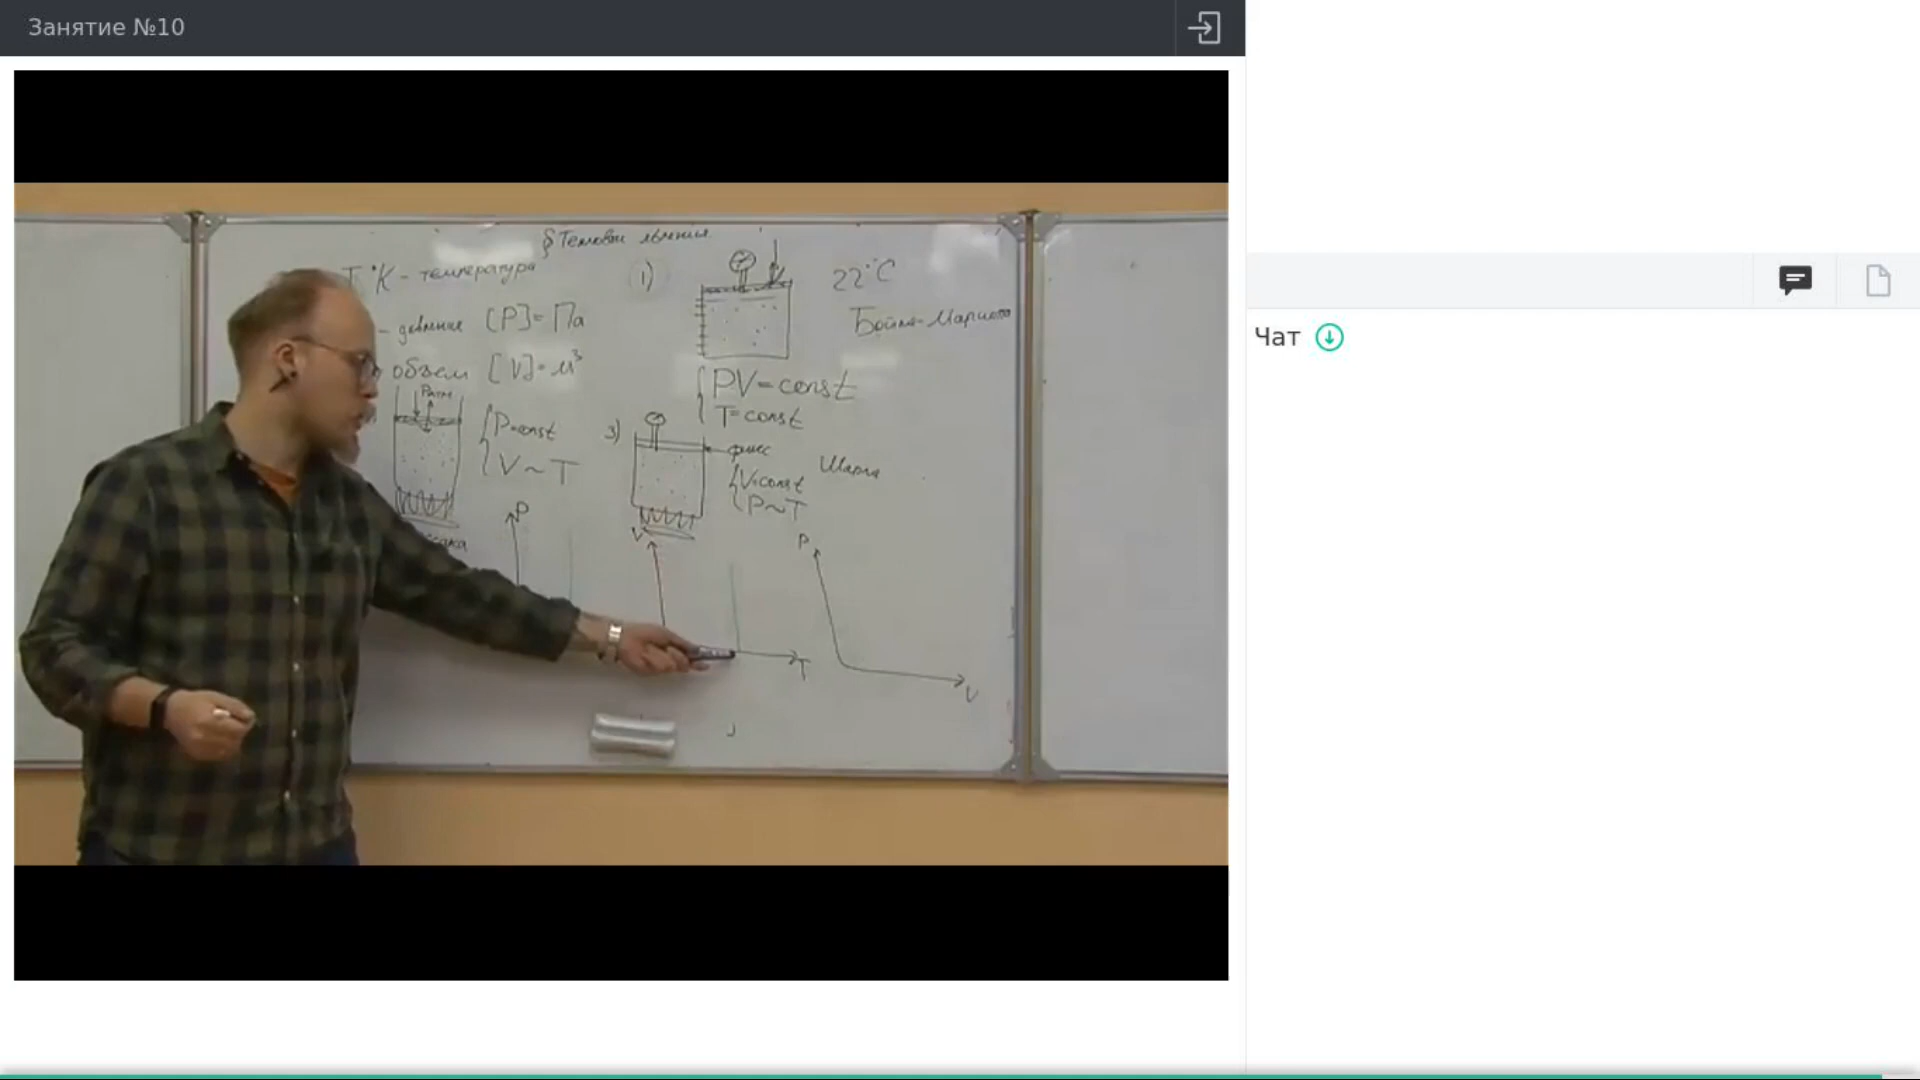 Занятие №10
Чат
§ Тепловые явления
T °K - температура
- давление [P] = Па
объем [V] = м³
1)
22°C
Бойля-Мариотта
PV = const
T = const
Pатм
P = const
V ~ T
3)
фикс
V = const
P ~ T
Шарля
P
V
T
P
V